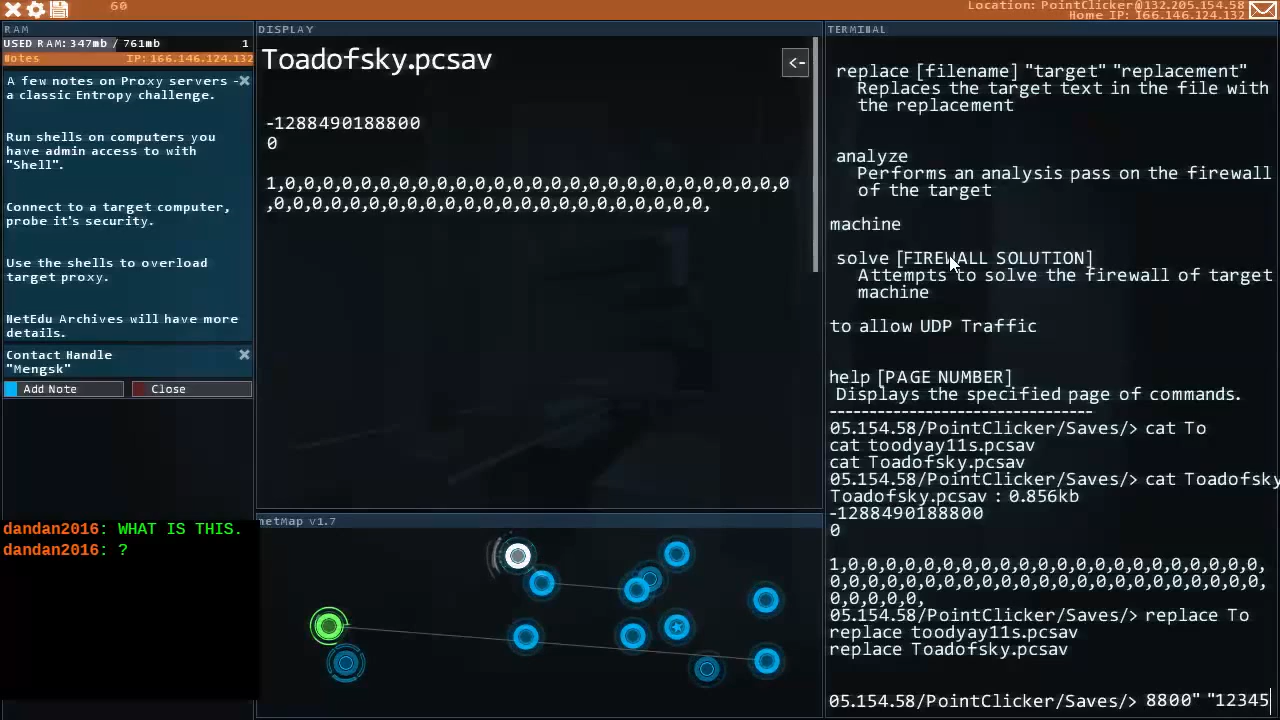 60
Location: PointClicker@132.205.154.58
Home IP: 166.146.124.132
RAM
USED RAM: 347mb / 761mb 1
Notes IP: 166.146.124.132
A few notes on Proxy servers -
a classic Entropy challenge.
Run shells on computers you
have admin access to with
"Shell".
Connect to a target computer,
probe it's security.
Use the shells to overload
target proxy.
NetEdu Archives will have more
details.
Contact Handle
"Mengsk"
Add Note Close
dandan2016: WHAT IS THIS.
dandan2016: ?
DISPLAY
Toadofsky.pcsav
<-
-1288490188800
0
1,0,0,0,0,0,0,0,0,0,0,0,0,0,0,0,0,0,0,0,0,0,0,0,0,0,0,0,0
,0,0,0,0,0,0,0,0,0,0,0,0,0,0,0,0,0,0,0,0,0,0,0,0,
netMap v1.7
TERMINAL
replace [filename] "target" "replacement"
Replaces the target text in the file with
the replacement
analyze
Performs an analysis pass on the firewall
of the target
machine
solve [FIREWALL SOLUTION]
Attempts to solve the firewall of target
machine
to allow UDP Traffic
help [PAGE NUMBER]
Displays the specified page of commands.
---------------------------------
05.154.58/PointClicker/Saves/> cat To
cat toodyay11s.pcsav
cat Toadofsky.pcsav
05.154.58/PointClicker/Saves/> cat Toadofsky
Toadofsky.pcsav : 0.856kb
-1288490188800
0
1,0,0,0,0,0,0,0,0,0,0,0,0,0,0,0,0,0,0,0,0,0,0,0,
0,0,0,0,0,0,0,0,0,0,0,0,0,0,0,0,0,0,0,0,0,0,0,0,
0,0,0,0,0,
05.154.58/PointClicker/Saves/> replace To
replace toodyay11s.pcsav
replace Toadofsky.pcsav
05.154.58/PointClicker/Saves/> 8800" "12345